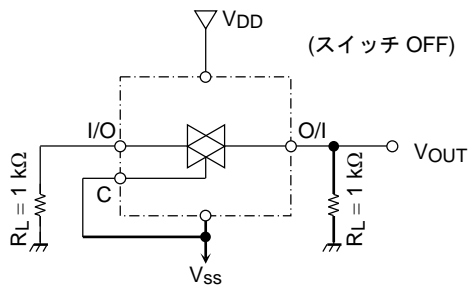 VDD
(スイッチ OFF)
I/O
O/I
VOUT
C
RL = 1 kΩ
RL = 1 kΩ
VSS